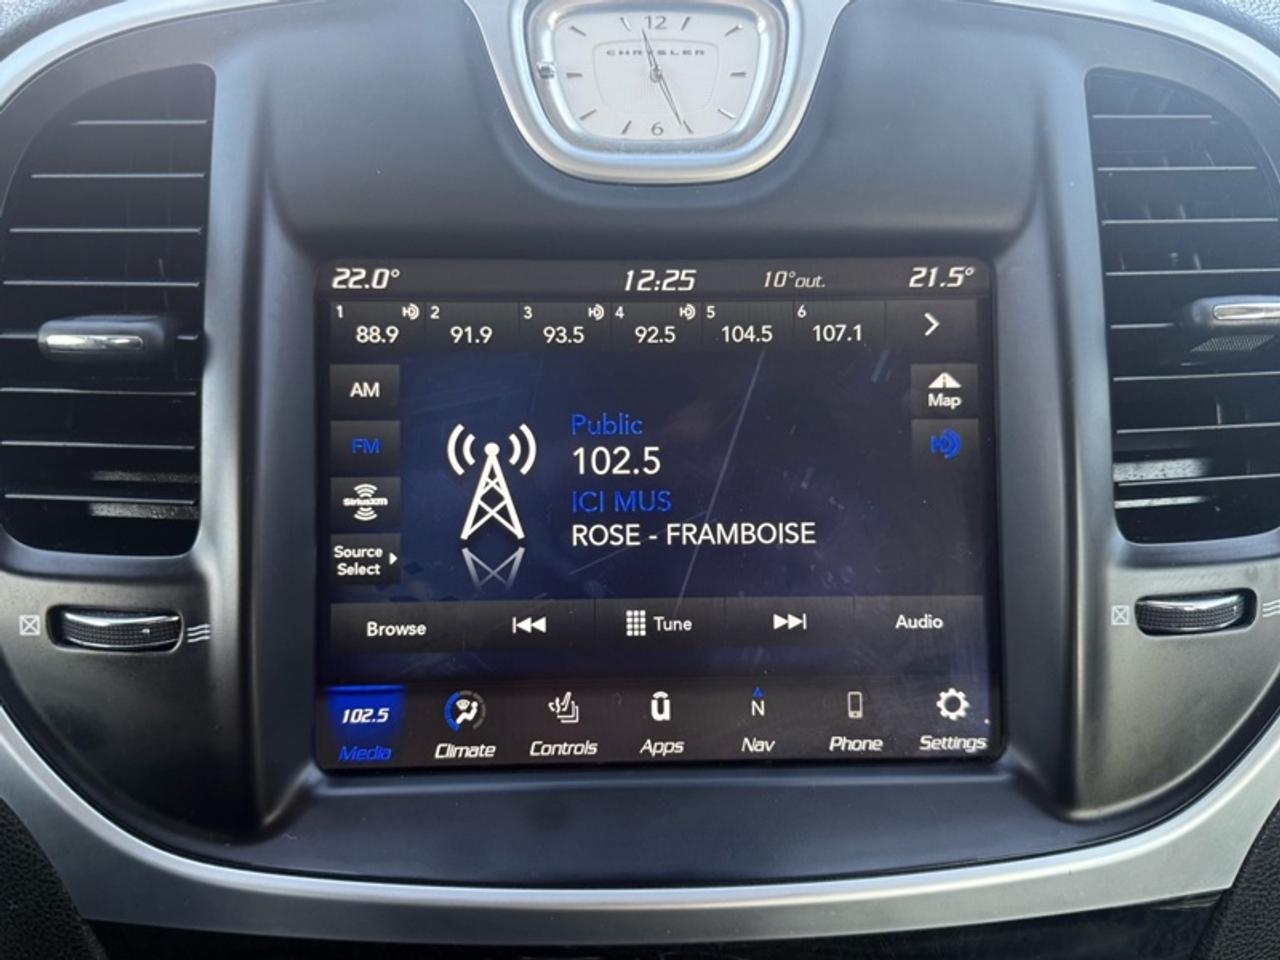 12
CHRYSLER
6
22.0° 12:25 10°out. 21.5°
1 88.9 2 91.9 3 93.5 4 92.5 5 104.5 6 107.1
AM
Map
FM
Public
102.5
ICI MUS
SiriusXM
ROSE - FRAMBOISE
Source
Select
Browse Tune Audio
102.5 N
Media Climate Controls Apps Nav Phone Settings